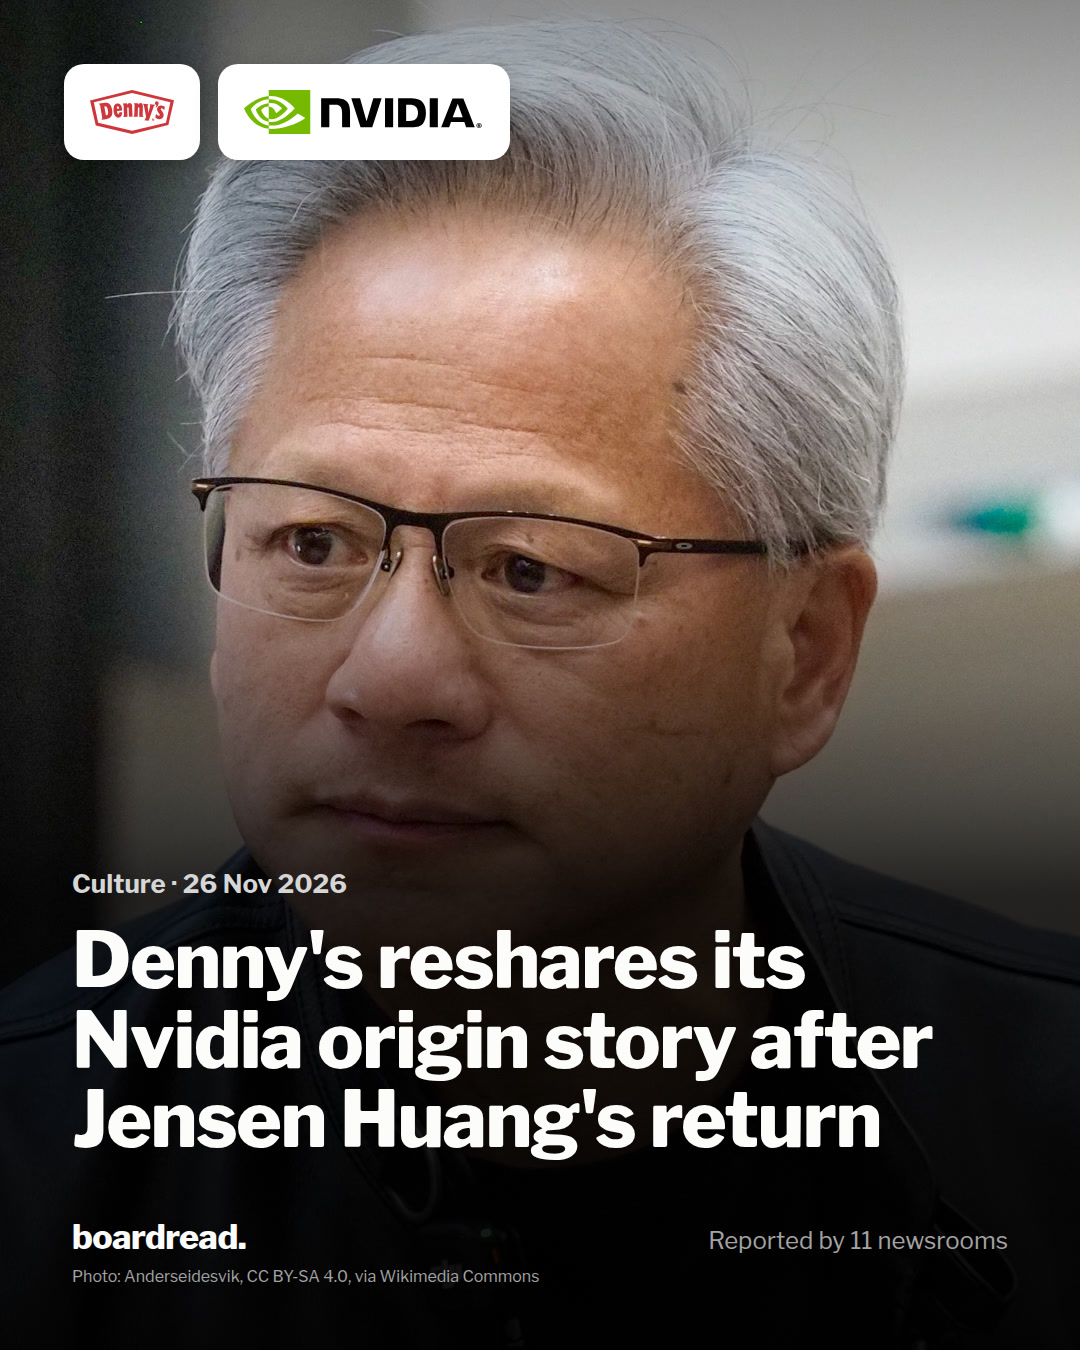 Denny's
NVIDIA®
Culture · 26 Nov 2026
Denny's reshares its
Nvidia origin story after
Jensen Huang's return
boardread.
Reported by 11 newsrooms
Photo: Anderseidesvik, CC BY-SA 4.0, via Wikimedia Commons